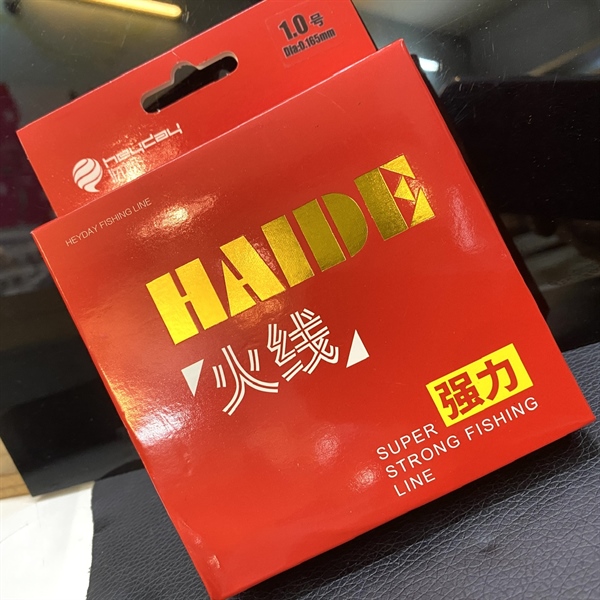 1.0号
Dia:0.165mm
heyday
HEYDAY FISHING LINE
HAIDE
火线
强力
SUPER
STRONG FISHING
LINE